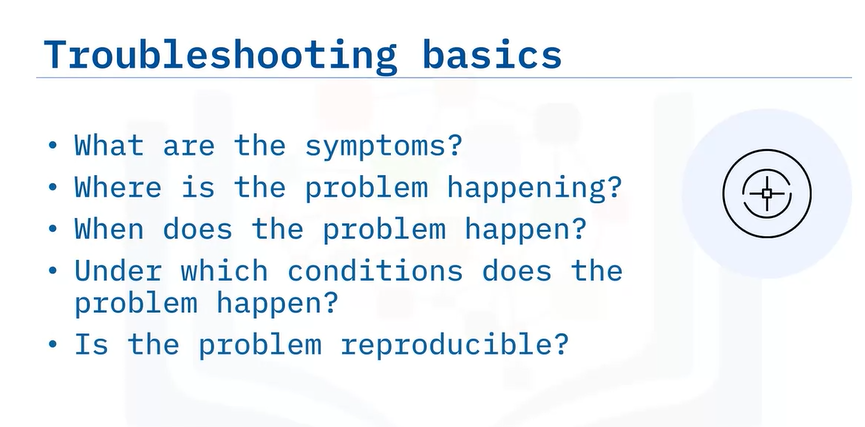 Troubleshooting basics
• What are the symptoms?
• Where is the problem happening?
• When does the problem happen?
• Under which conditions does the
problem happen?
• Is the problem reproducible?